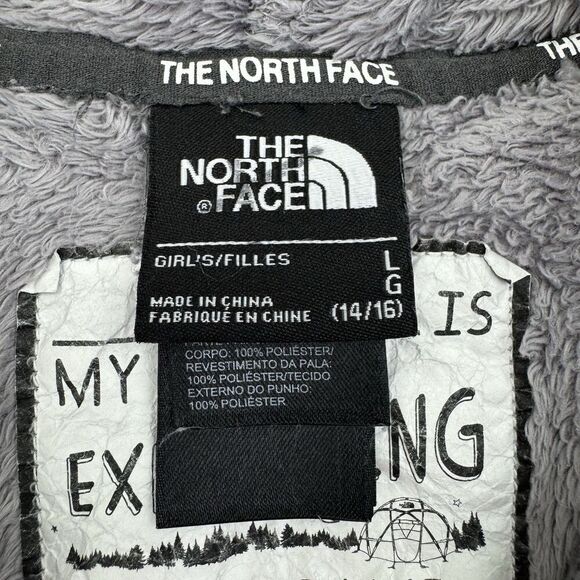 THE NORTH FACE
THE
THE
NORTH
FACE
®
GIRL'S/FILLES L
G
MADE IN CHINA
FABRIQUÉ EN CHINE (14/16)
IS
MY
CORPO: 100% POLIÉSTER/
REVESTIMENTO DA PALA:
100% POLIÉSTER/TECIDO
EXTERNO DO PUNHO:
100% POLIÉSTER
EX NG